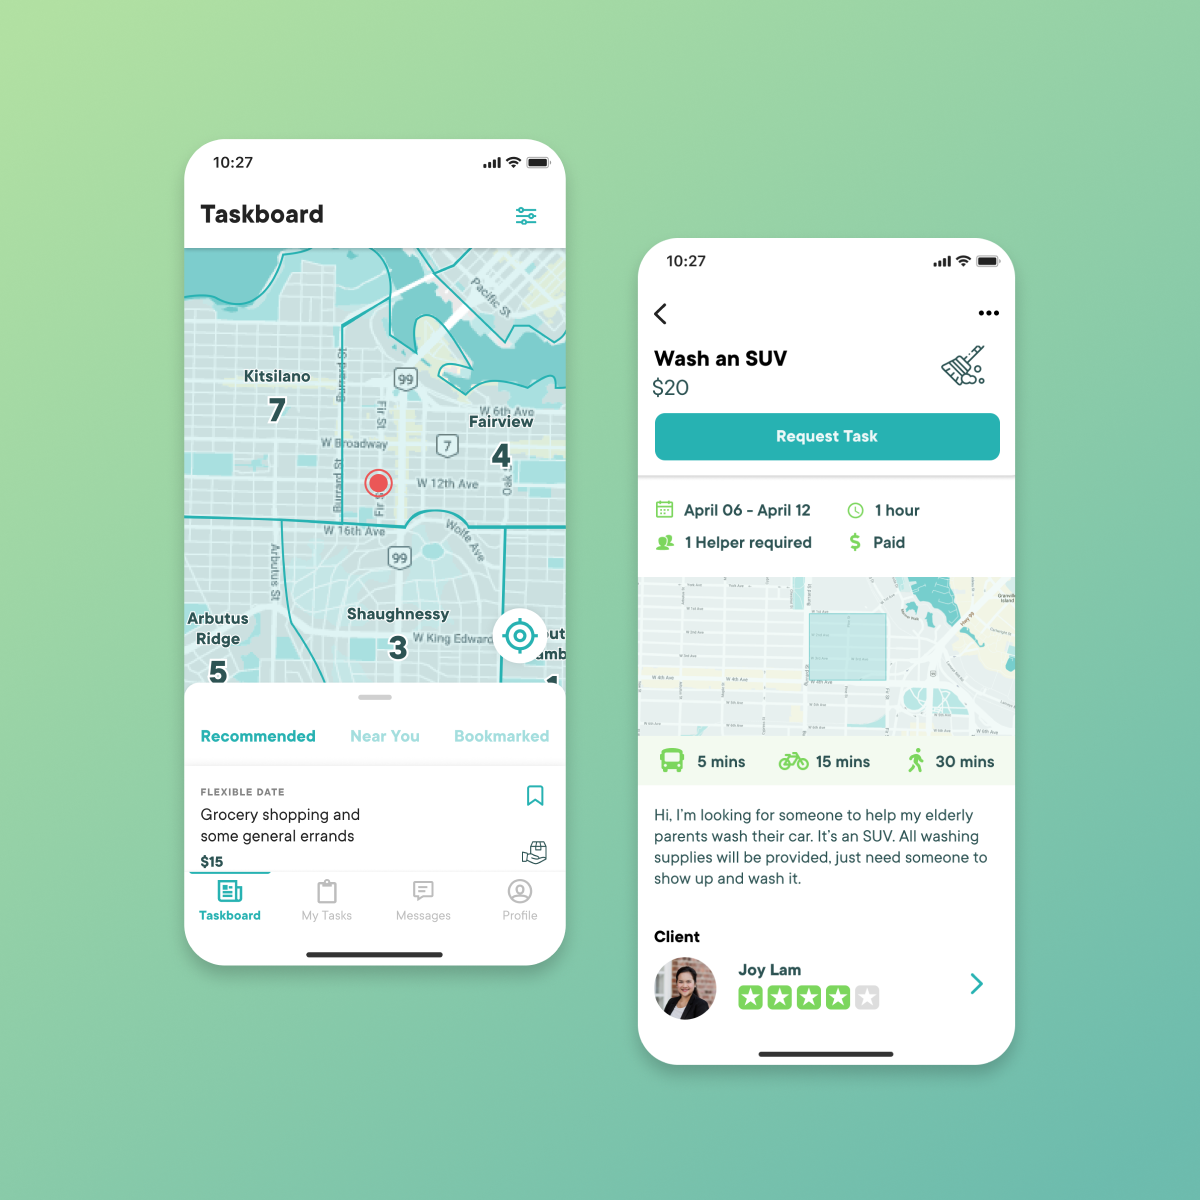 10:27
Taskboard
Pacific St
Burrard St
99
Kitsilano
7
Fir St
W 6th Ave
Fairview
W Broadway
7
4
Burrard St
W 12th Ave
Oak
Fir St
W 16th Ave
Wolfe Ave
Arbutus St
99
Arbutus
Ridge
5
Shaughnessy
3
W King Edward
Recommended
Near You
Bookmarked
FLEXIBLE DATE
Grocery shopping and
some general errands
$15
Taskboard
My Tasks
Messages
Profile
10:27
Wash an SUV
$20
Request Task
April 06 - April 12
1 hour
1 Helper required
Paid
Hwy 99
5 mins
15 mins
30 mins
Hi, I'm looking for someone to help my elderly
parents wash their car. It's an SUV. All washing
supplies will be provided, just need someone to
show up and wash it.
Client
Joy Lam